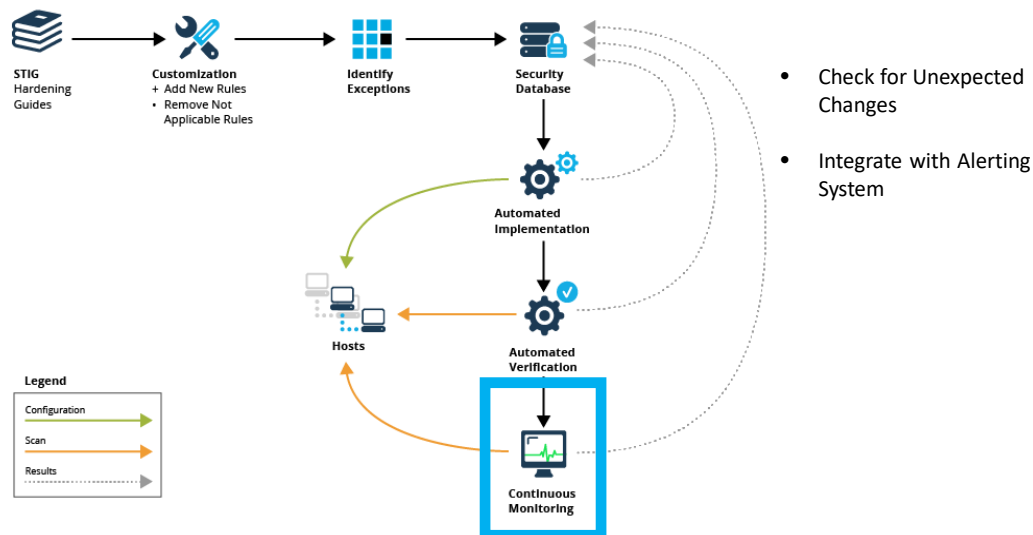 STIG
Hardening
Guides
Customization
+ Add New Rules
• Remove Not
Applicable Rules
Identify
Exceptions
Security
Database
• Check for Unexpected
Changes
• Integrate with Alerting
System
Automated
Implementation
Hosts
Automated
Verification
Legend
Configuration
Scan
Results
Continuous
Monitoring